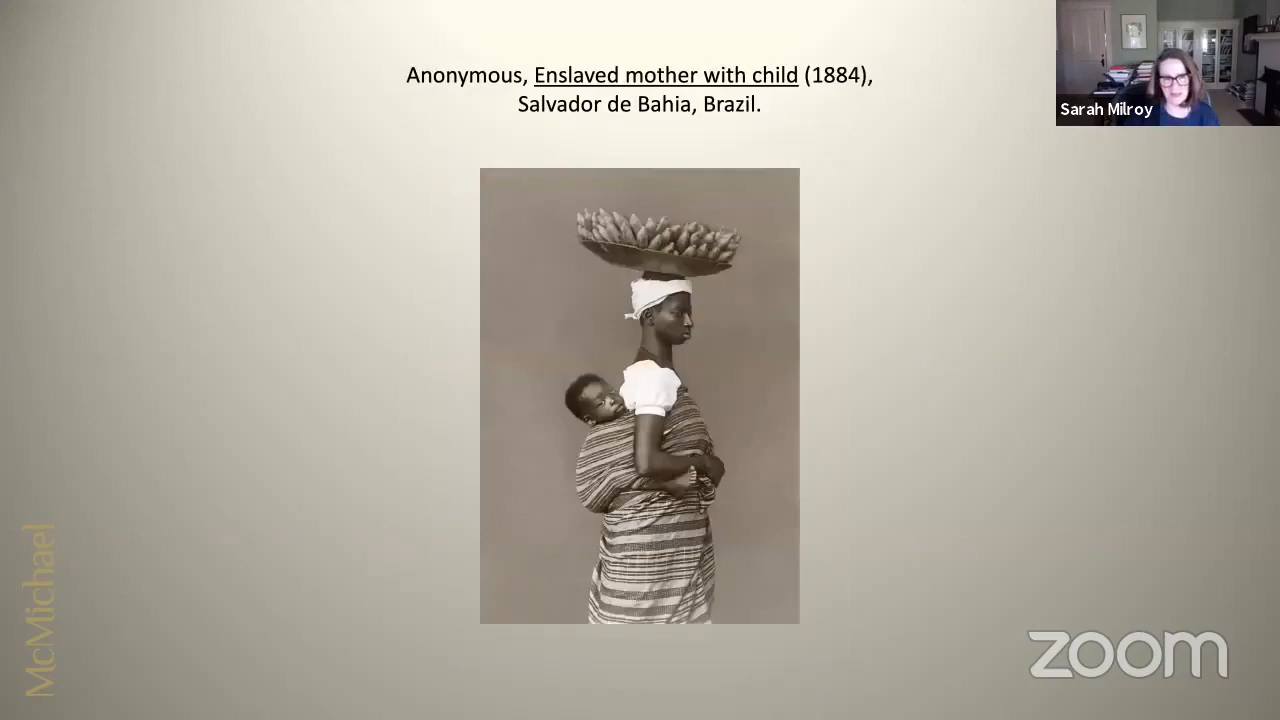 Anonymous, Enslaved mother with child (1884),
Salvador de Bahia, Brazil.
Sarah Milroy
McMichael
zoom